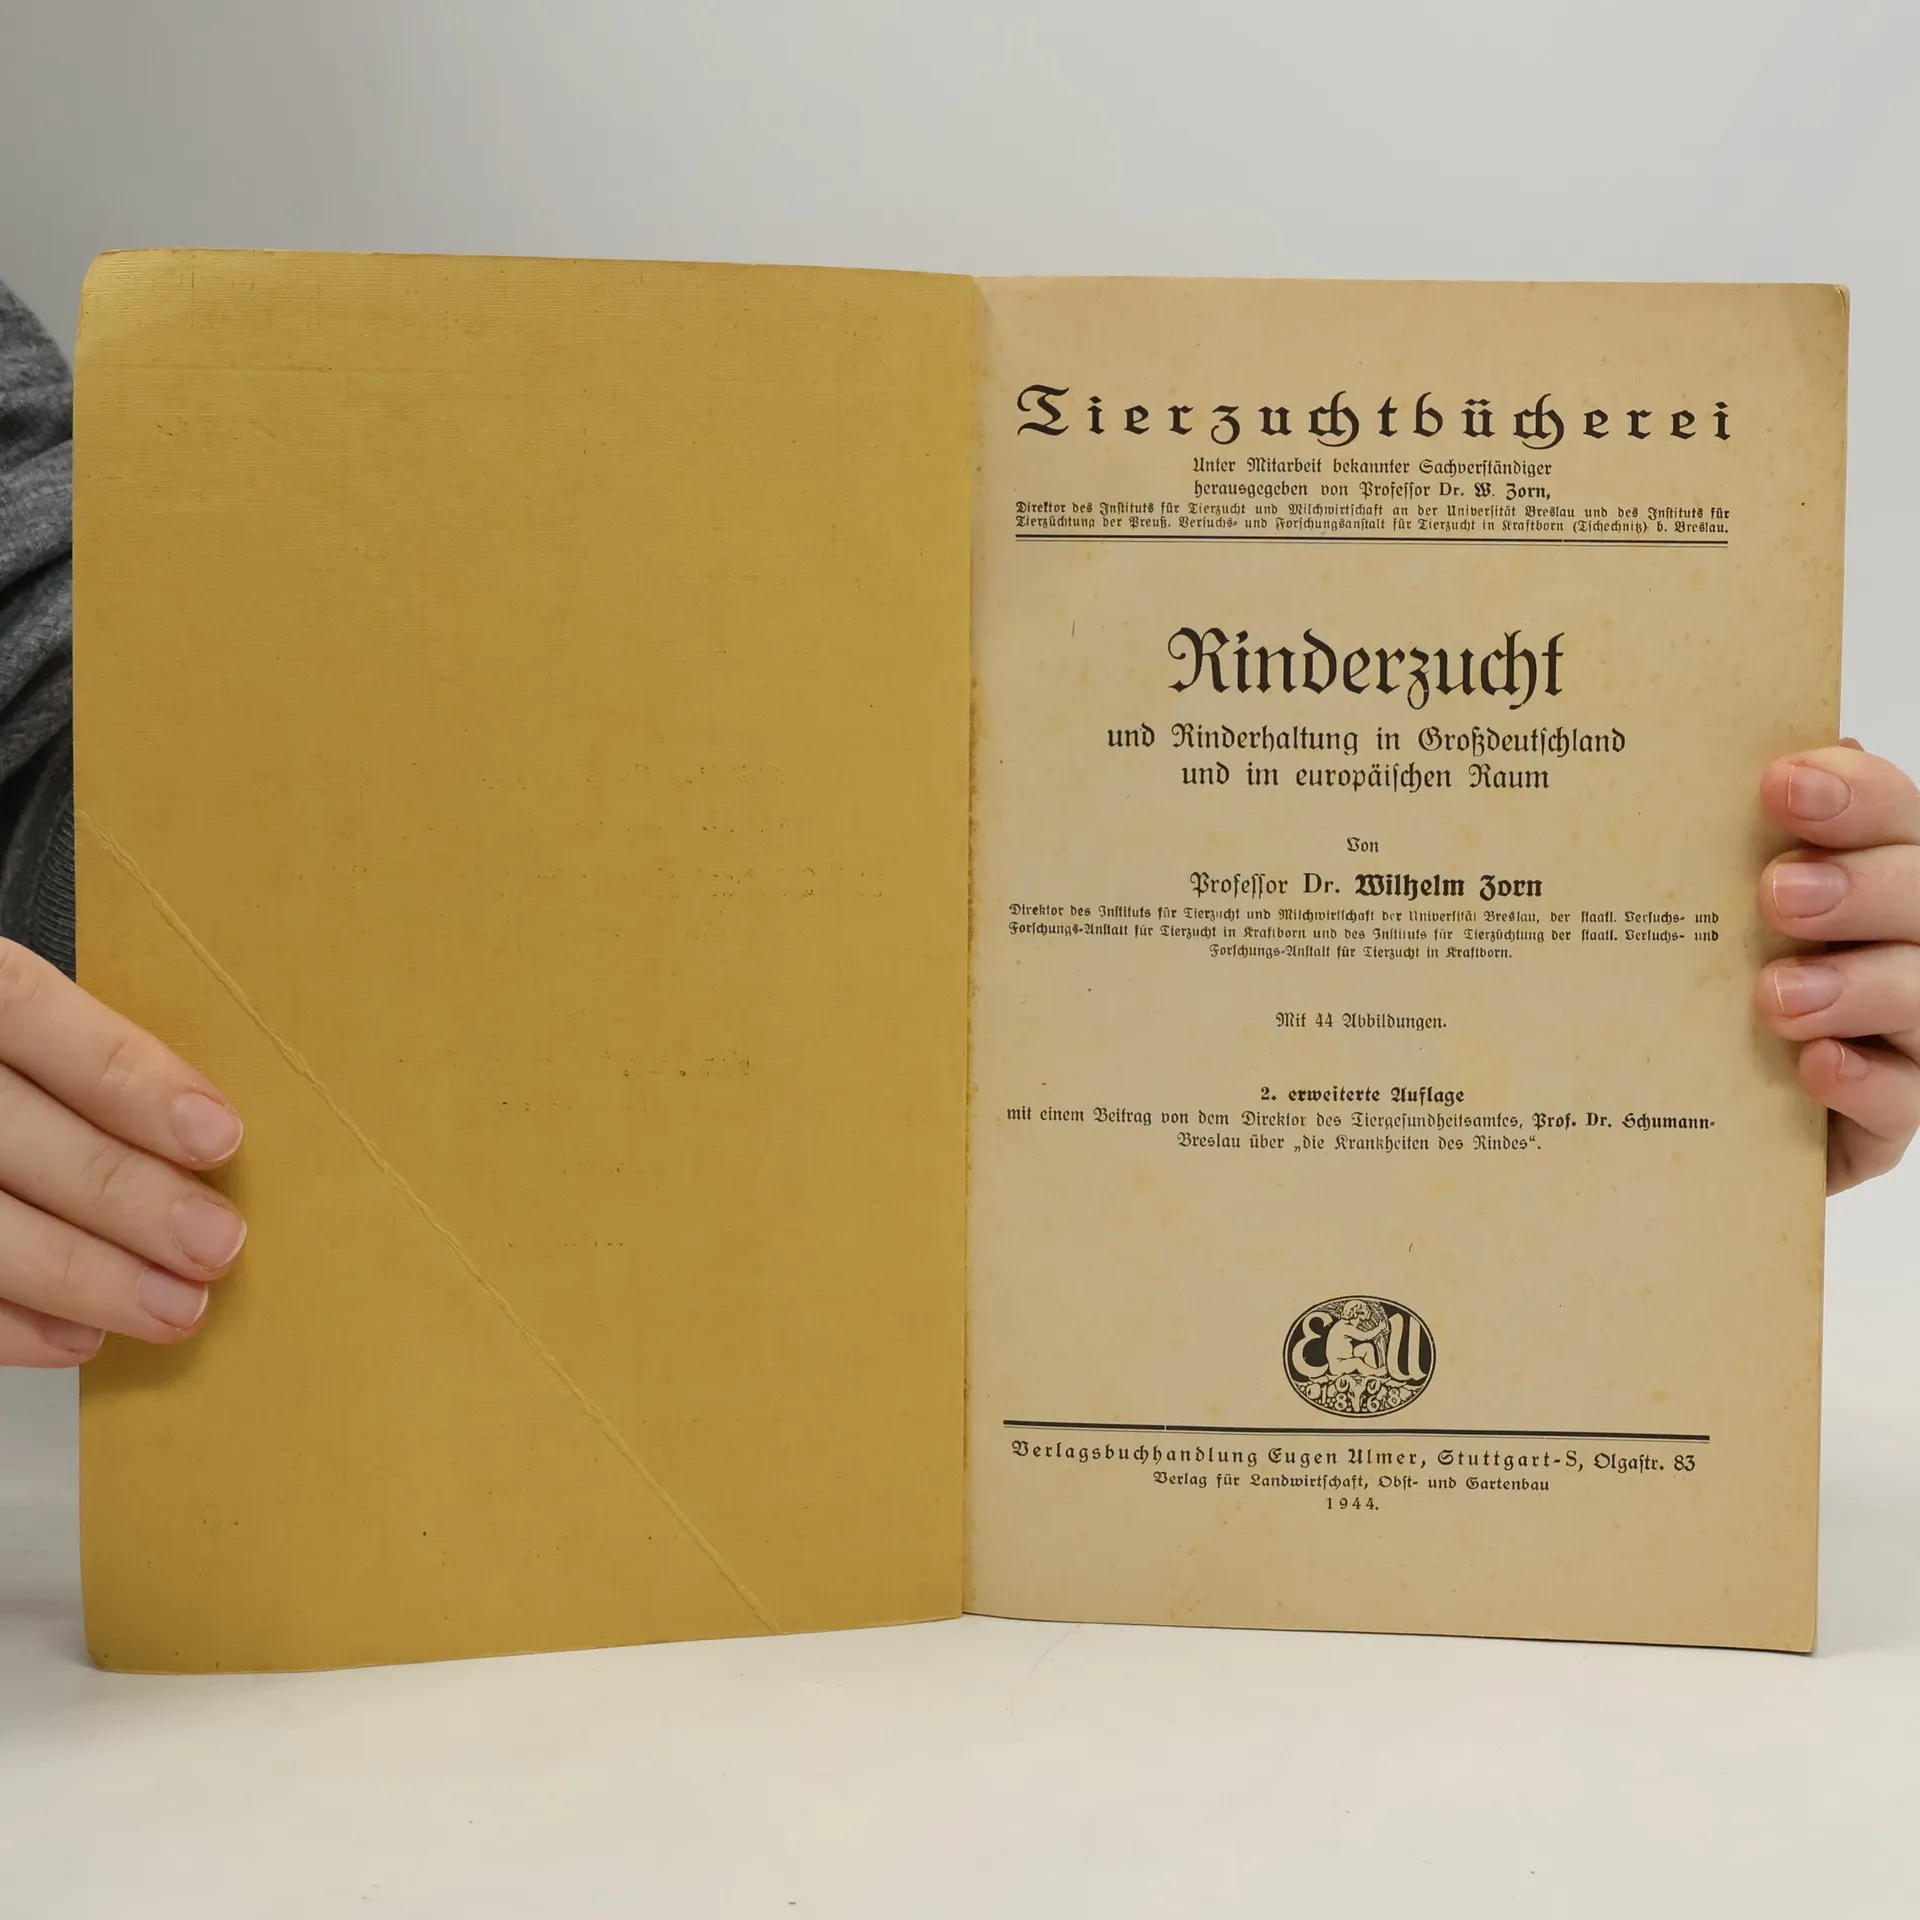 Tierzuchtbücherei
Unter Mitarbeit bekannter Sachverständiger
herausgegeben von Professor Dr. W. Zorn,
Direktor des Instituts für Tierzucht und Milchwirtschaft an der Universität Breslau und des Instituts für
Tierzüchtung der Preuß. Versuchs- und Forschungsanstalt für Tierzucht in Kraftborn (Tschechnitz) b. Breslau.
Rinderzucht
und Rinderhaltung in Großdeutschland
und im europäischen Raum
Von
Professor Dr. Wilhelm Zorn
Direktor des Instituts für Tierzucht und Milchwirtschaft der Universität Breslau, der staatl. Versuchs- und
Forschungs-Anstalt für Tierzucht in Kraftborn und des Instituts für Tierzüchtung der staatl. Versuchs- und
Forschungs-Anstalt für Tierzucht in Kraftborn.
Mit 44 Abbildungen.
2. erweiterte Auflage
mit einem Beitrag von dem Direktor des Tiergesundheitsamtes, Prof. Dr. Schumann-
Breslau über „die Krankheiten des Rindes“.
E U
1868
Verlagsbuchhandlung Eugen Ulmer, Stuttgart-S, Olgastr. 83
Verlag für Landwirtschaft, Obst- und Gartenbau
1944.